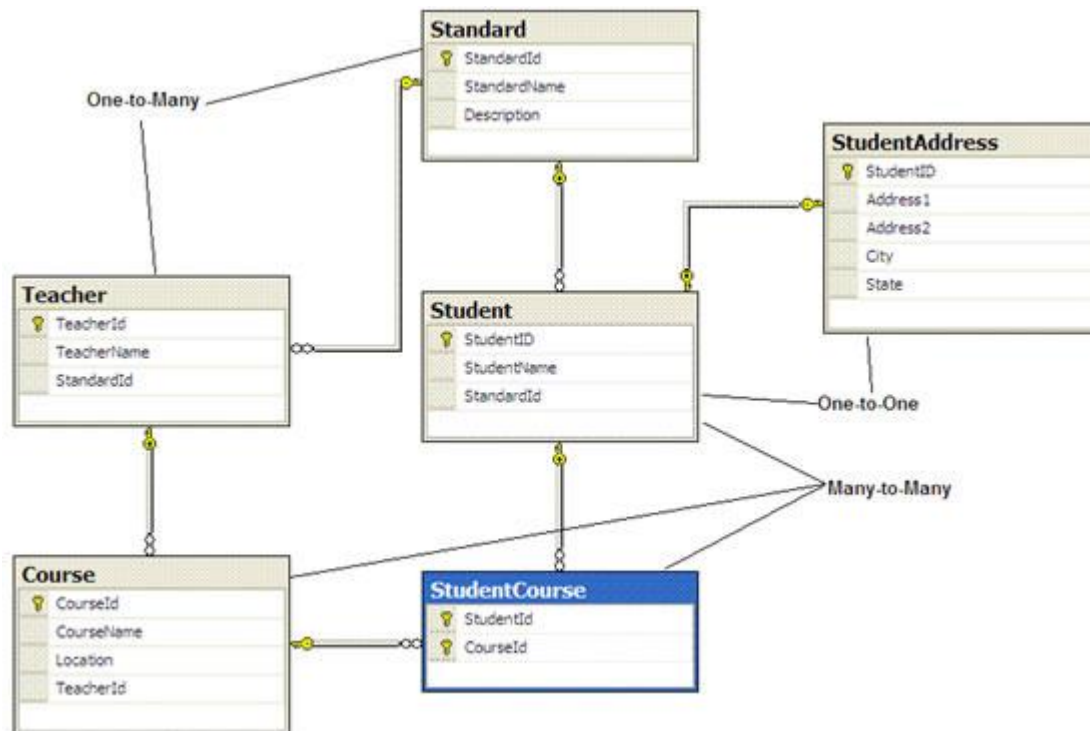 Standard
StandardId
StandardName
Description
One-to-Many
StudentAddress
StudentID
Address1
Address2
City
State
Teacher
TeacherId
TeacherName
StandardId
Student
StudentID
StudentName
StandardId
One-to-One
Many-to-Many
Course
CourseId
CourseName
Location
TeacherId
StudentCourse
StudentId
CourseId